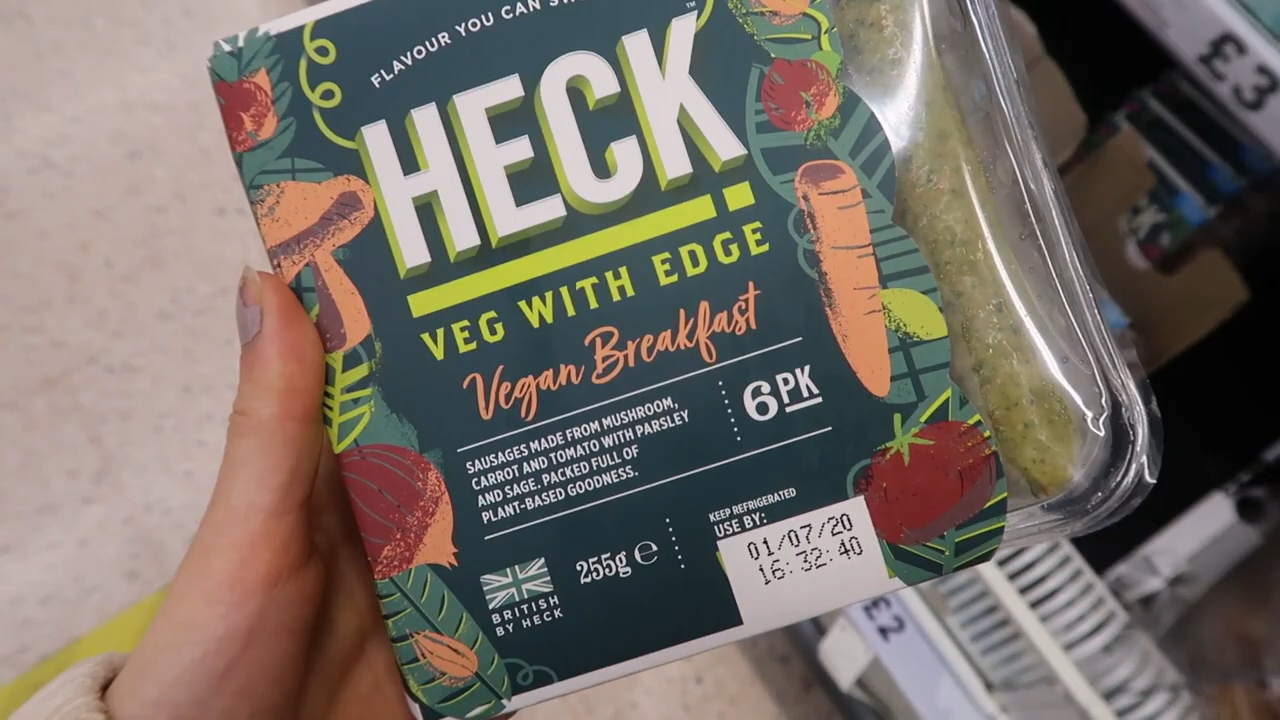 FLAVOUR YOU CAN
HECK
™
VEG WITH EDGE
Vegan Breakfast
SAUSAGES MADE FROM MUSHROOM,
CARROT AND TOMATO WITH PARSLEY
AND SAGE. PACKED FULL OF
PLANT-BASED GOODNESS.
6PK
BRITISH
BY HECK
255g ℮
KEEP REFRIGERATED
USE BY:
01/07/20
16:32:40
£3
£2